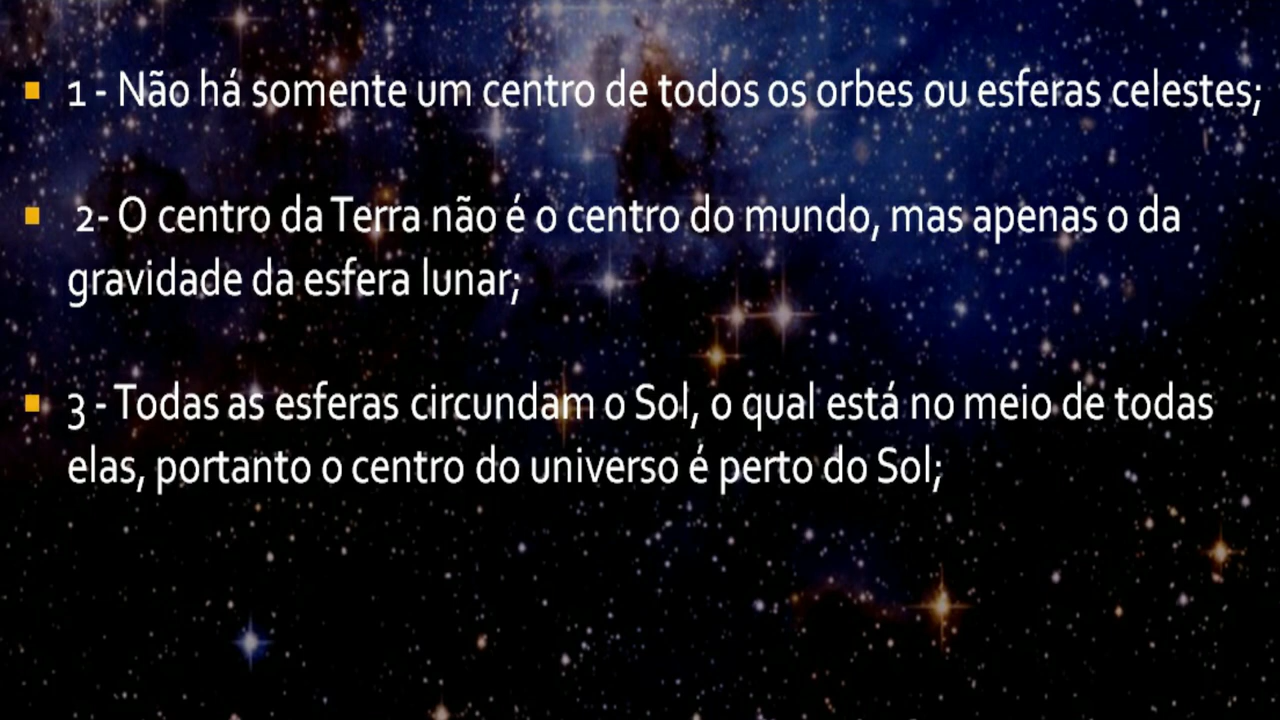 1 - Não há somente um centro de todos os orbes ou esferas celestes;
2- O centro da Terra não é o centro do mundo, mas apenas o da
gravidade da esfera lunar;
3 - Todas as esferas circundam o Sol, o qual está no meio de todas
elas, portanto o centro do universo é perto do Sol;